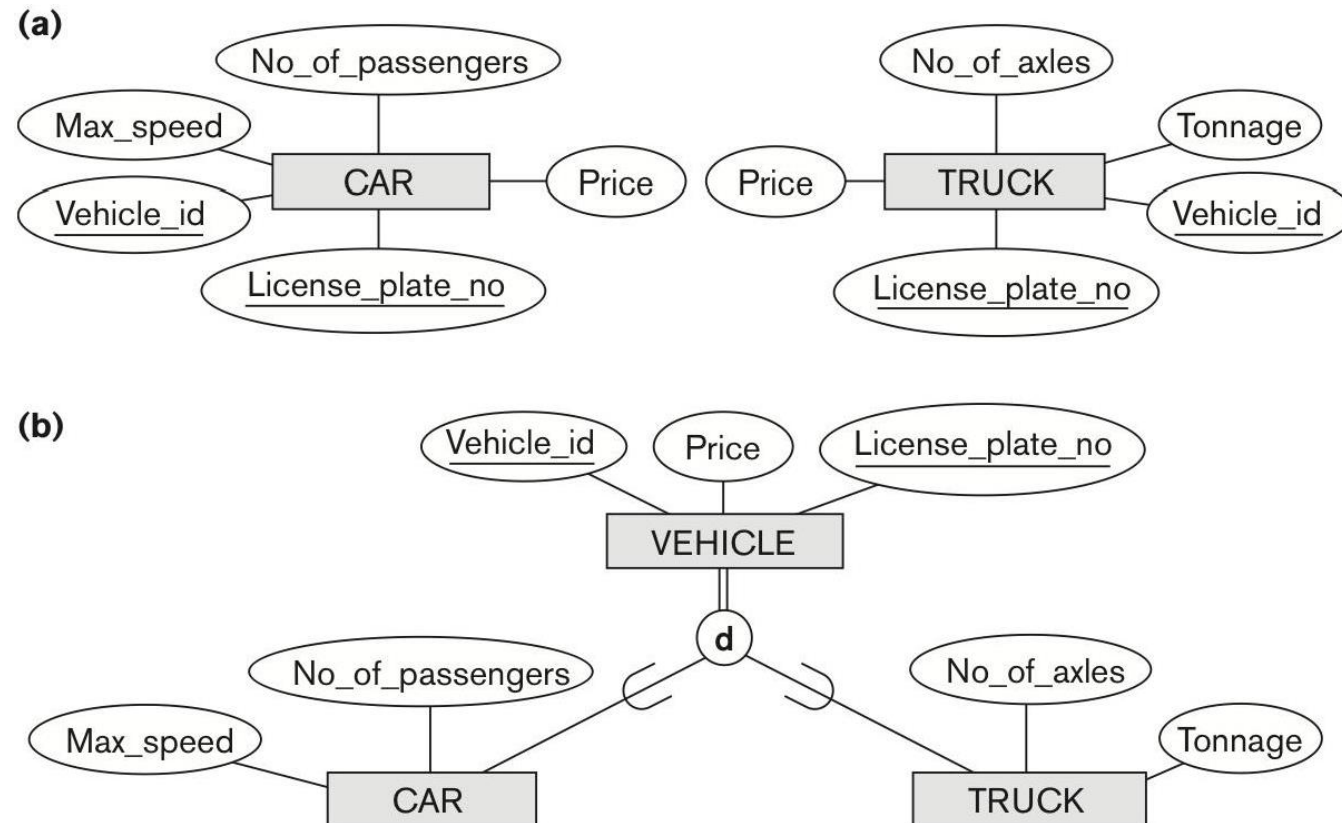 (a)
No_of_passengers
No_of_axles
Max_speed
Tonnage
CAR
Price
Price
TRUCK
Vehicle_id
Vehicle_id
License_plate_no
License_plate_no
(b)
Vehicle_id
Price
License_plate_no
VEHICLE
d
No_of_passengers
No_of_axles
Max_speed
Tonnage
CAR
TRUCK